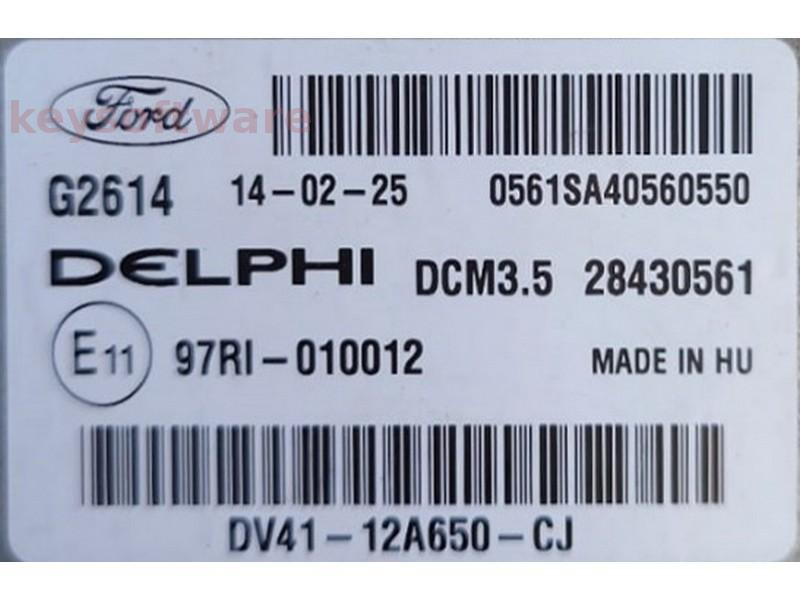 Ford
keysoftware
G2614 14-02-25 0561SA40560550
DELPHI DCM3.5 28430561
E11 97RI-010012 MADE IN HU
DV41-12A650-CJ